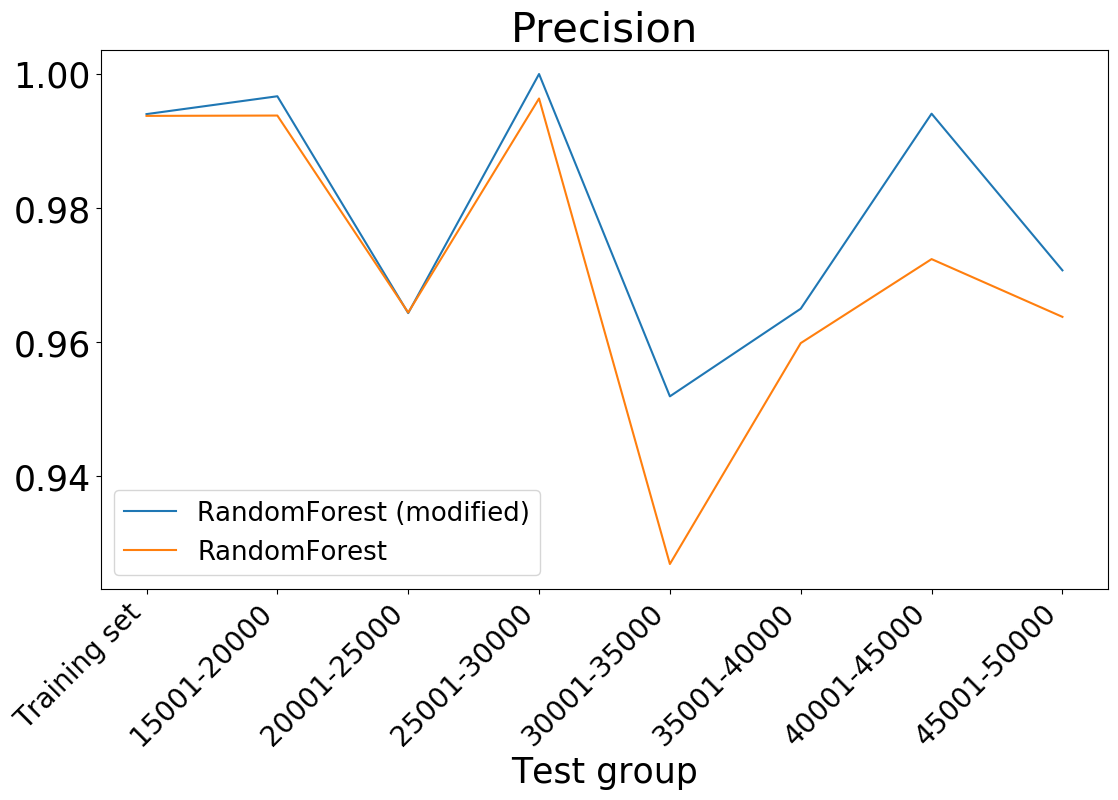 Precision
1.00
0.98
0.96
0.94
RandomForest (modified)
RandomForest
Training set
15001-20000
20001-25000
25001-30000
30001-35000
35001-40000
40001-45000
45001-50000
Test group